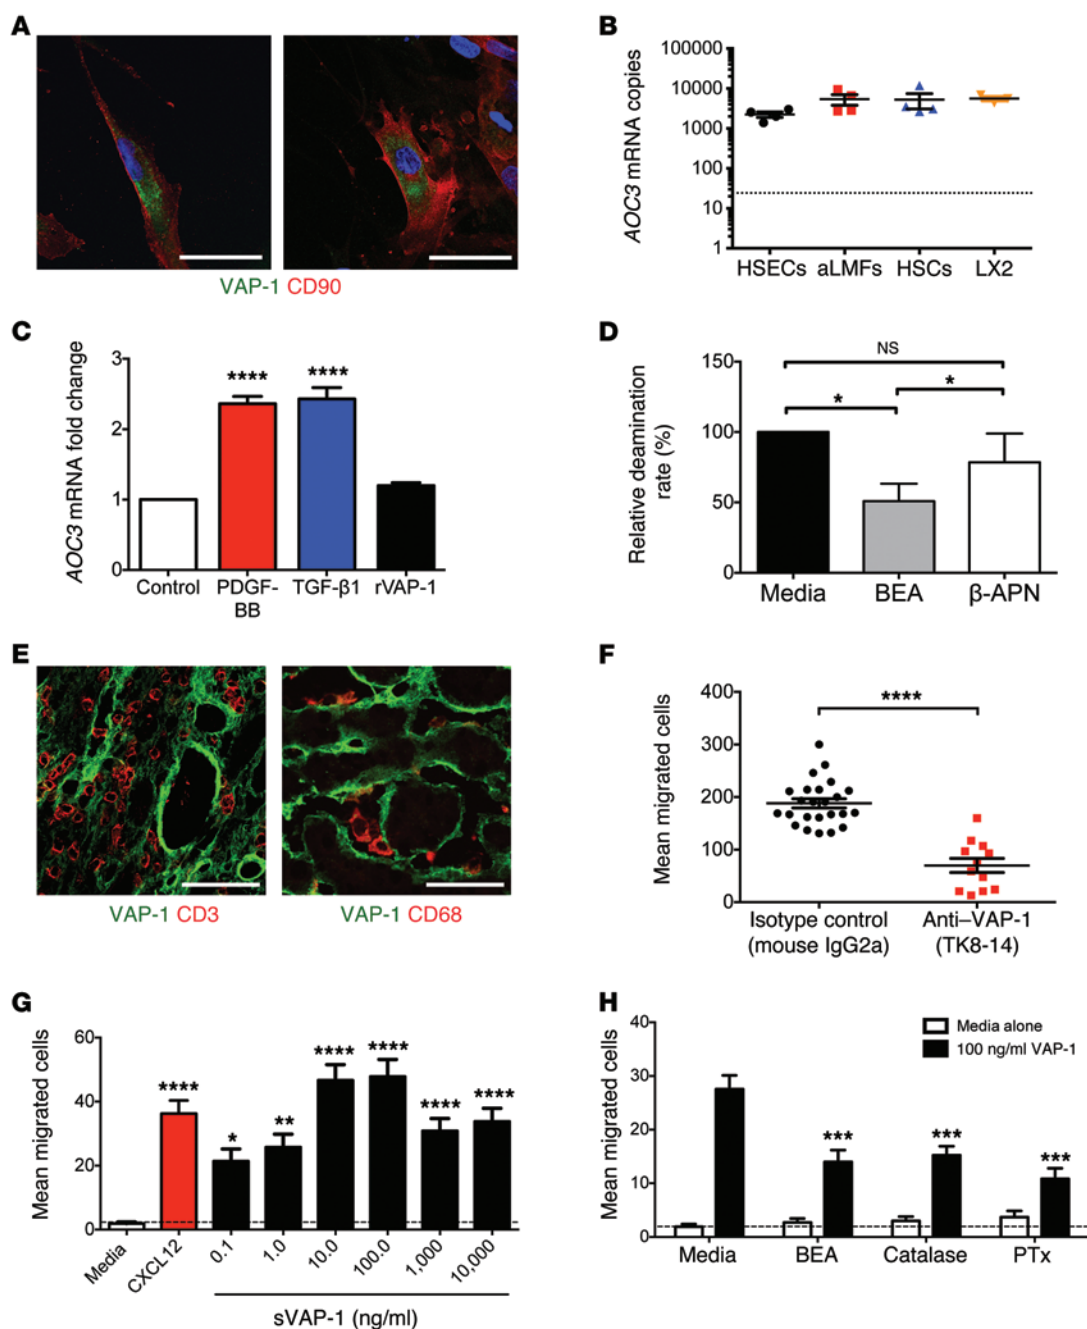 A
VAP-1 CD90
B
AOC3 mRNA copies
100000
10000
1000
100
10
1
HSECs aLMFs HSCs LX2
C
AOC3 mRNA fold change
3
2
1
0
**** ****
Control PDGF-BB TGF-β1 rVAP-1
D
Relative deamination rate (%)
150
100
50
0
NS
* *
Media BEA β-APN
E
VAP-1 CD3
VAP-1 CD68
F
Mean migrated cells
400
300
200
100
0
****
Isotype control
(mouse IgG2a)
Anti–VAP-1
(TK8-14)
G
Mean migrated cells
60
40
20
0
**** * ** **** **** **** ****
Media CXCL12 0.1 1.0 10.0 100.0 1,000 10,000
sVAP-1 (ng/ml)
H
Mean migrated cells
40
30
20
10
0
Media alone
100 ng/ml VAP-1
*** *** ***
Media BEA Catalase PTx